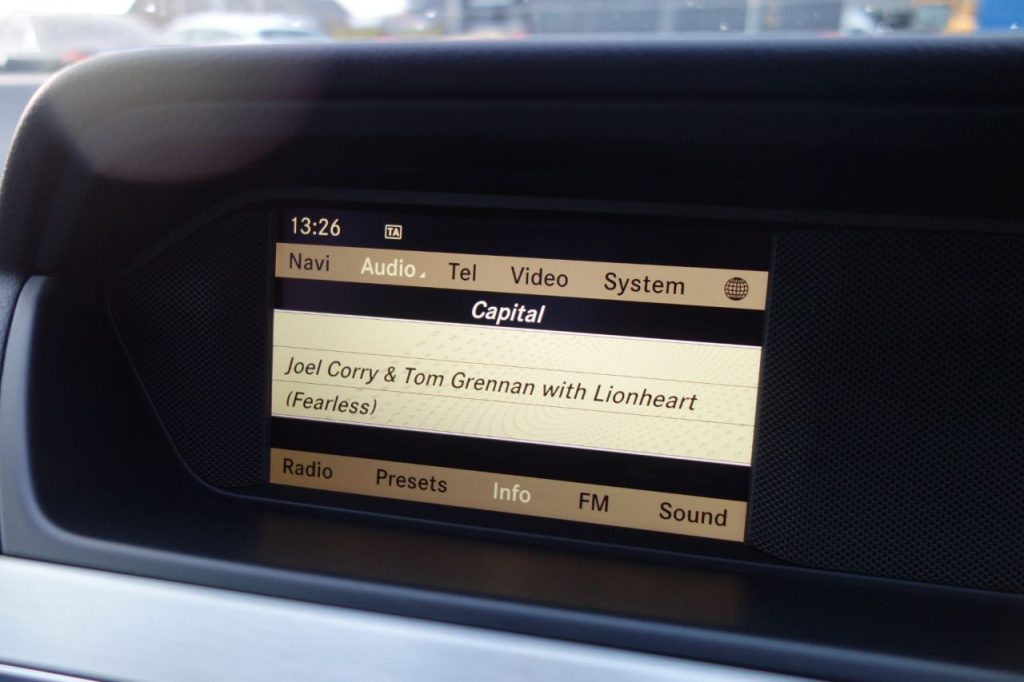 13:26 TA
Navi Audio Tel Video System
Capital
Joel Corry & Tom Grennan with Lionheart
(Fearless)
Radio Presets Info FM Sound